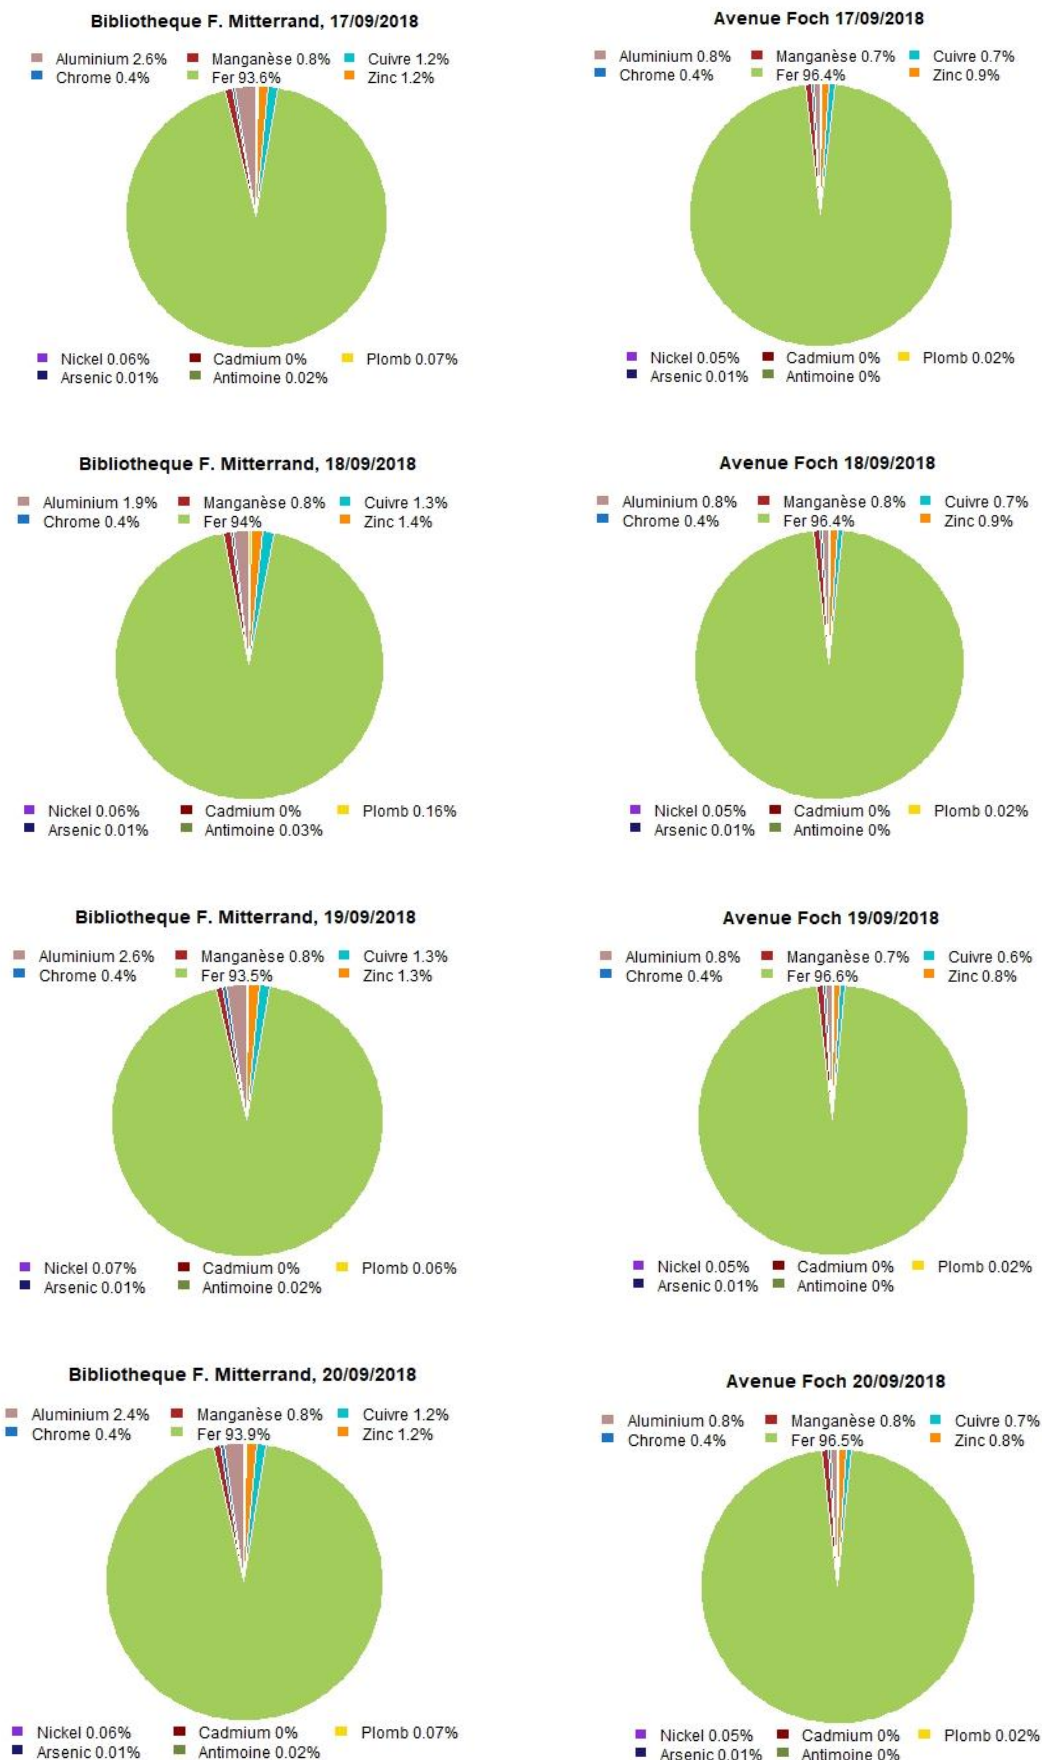 Bibliotheque F. Mitterrand, 17/09/2018
Aluminium 2.6% Manganèse 0.8% Cuivre 1.2%
Chrome 0.4% Fer 93.6% Zinc 1.2%
Nickel 0.06% Cadmium 0% Plomb 0.07%
Arsenic 0.01% Antimoine 0.02%
Avenue Foch 17/09/2018
Aluminium 0.8% Manganèse 0.7% Cuivre 0.7%
Chrome 0.4% Fer 96.4% Zinc 0.9%
Nickel 0.05% Cadmium 0% Plomb 0.02%
Arsenic 0.01% Antimoine 0%
Bibliotheque F. Mitterrand, 18/09/2018
Aluminium 1.9% Manganèse 0.8% Cuivre 1.3%
Chrome 0.4% Fer 94% Zinc 1.4%
Nickel 0.06% Cadmium 0% Plomb 0.16%
Arsenic 0.01% Antimoine 0.03%
Avenue Foch 18/09/2018
Aluminium 0.8% Manganèse 0.8% Cuivre 0.7%
Chrome 0.4% Fer 96.4% Zinc 0.9%
Nickel 0.05% Cadmium 0% Plomb 0.02%
Arsenic 0.01% Antimoine 0%
Bibliotheque F. Mitterrand, 19/09/2018
Aluminium 2.6% Manganèse 0.8% Cuivre 1.3%
Chrome 0.4% Fer 93.5% Zinc 1.3%
Nickel 0.07% Cadmium 0% Plomb 0.06%
Arsenic 0.01% Antimoine 0.02%
Avenue Foch 19/09/2018
Aluminium 0.8% Manganèse 0.7% Cuivre 0.6%
Chrome 0.4% Fer 96.6% Zinc 0.8%
Nickel 0.05% Cadmium 0% Plomb 0.02%
Arsenic 0.01% Antimoine 0%
Bibliotheque F. Mitterrand, 20/09/2018
Aluminium 2.4% Manganèse 0.8% Cuivre 1.2%
Chrome 0.4% Fer 93.9% Zinc 1.2%
Nickel 0.06% Cadmium 0% Plomb 0.07%
Arsenic 0.01% Antimoine 0.02%
Avenue Foch 20/09/2018
Aluminium 0.8% Manganèse 0.8% Cuivre 0.7%
Chrome 0.4% Fer 96.5% Zinc 0.8%
Nickel 0.05% Cadmium 0% Plomb 0.02%
Arsenic 0.01% Antimoine 0%